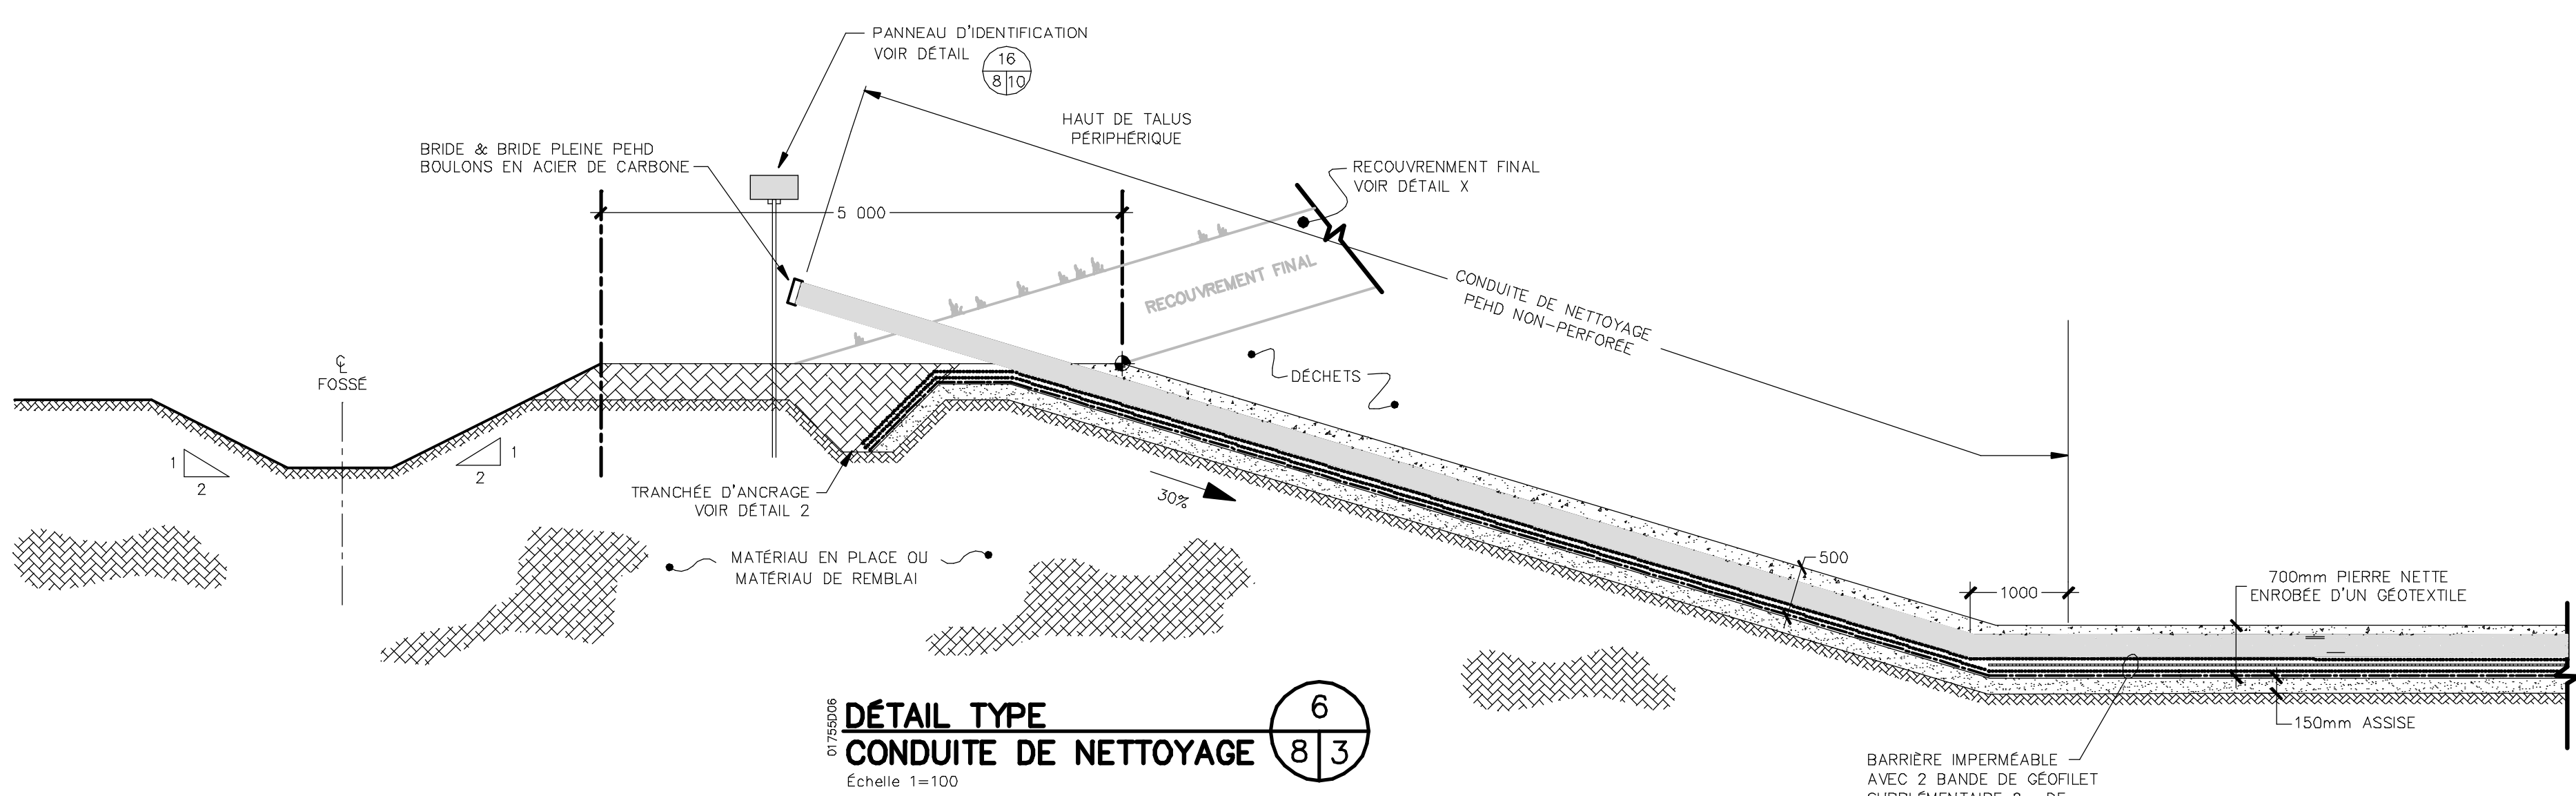 PANNEAU D'IDENTIFICATION
VOIR DÉTAIL
16
8 10
HAUT DE TALUS
PÉRIPHÉRIQUE
BRIDE & BRIDE PLEINE PEHD
BOULONS EN ACIER DE CARBONE
RECOUVRENMENT FINAL
VOIR DÉTAIL X
5 000
RECOUVREMENT FINAL
CONDUITE DE NETTOYAGE
PEHD NON-PERFORÉE
DÉCHETS
FOSSÉ
1
2
1
2
TRANCHÉE D'ANCRAGE
VOIR DÉTAIL 2
30%
MATÉRIAU EN PLACE OU
MATÉRIAU DE REMBLAI
500
1000
700mm PIERRE NETTE
ENROBÉE D'UN GÉOTEXTILE
150mm ASSISE
BARRIÈRE IMPERMÉABLE
AVEC 2 BANDE DE GÉOFILET
01755D06
DÉTAIL TYPE
CONDUITE DE NETTOYAGE
6
8 3
Échelle 1=100